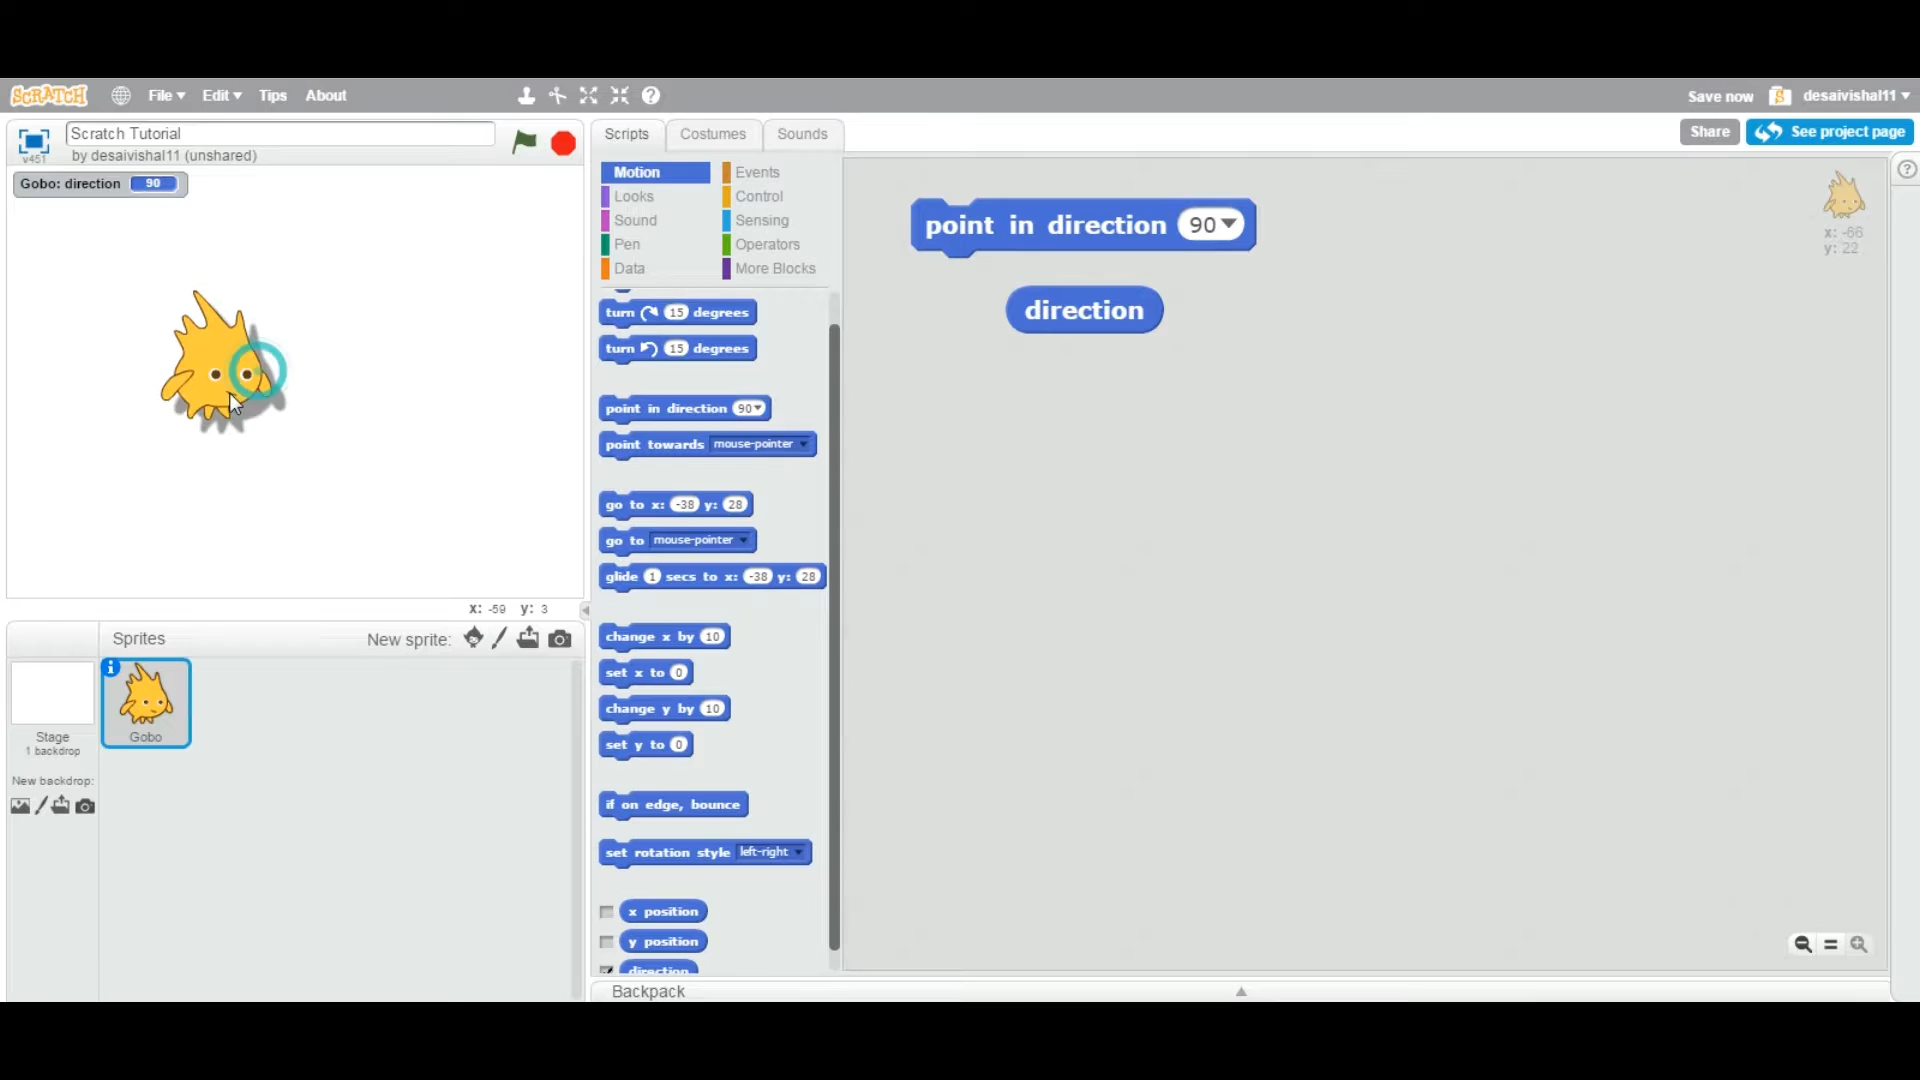 SCRATCH File Edit Tips About Save now desaivishal11
Scratch Tutorial
by desaivishal11 (unshared)
v451
Scripts Costumes Sounds
Share See project page
Gobo: direction 90
Motion Events
Looks Control
Sound Sensing
Pen Operators
Data More Blocks
turn 15 degrees
turn 15 degrees
point in direction 90
point towards mouse-pointer
go to x: -38 y: 28
go to mouse-pointer
glide 1 secs to x: -38 y: 28
change x by 10
set x to 0
change y by 10
set y to 0
if on edge, bounce
set rotation style left-right
x position
y position
direction
point in direction 90
direction
x: -66
y: 22
x: -59 y: 3
Sprites New sprite:
Stage
1 backdrop
New backdrop:
Gobo
Backpack